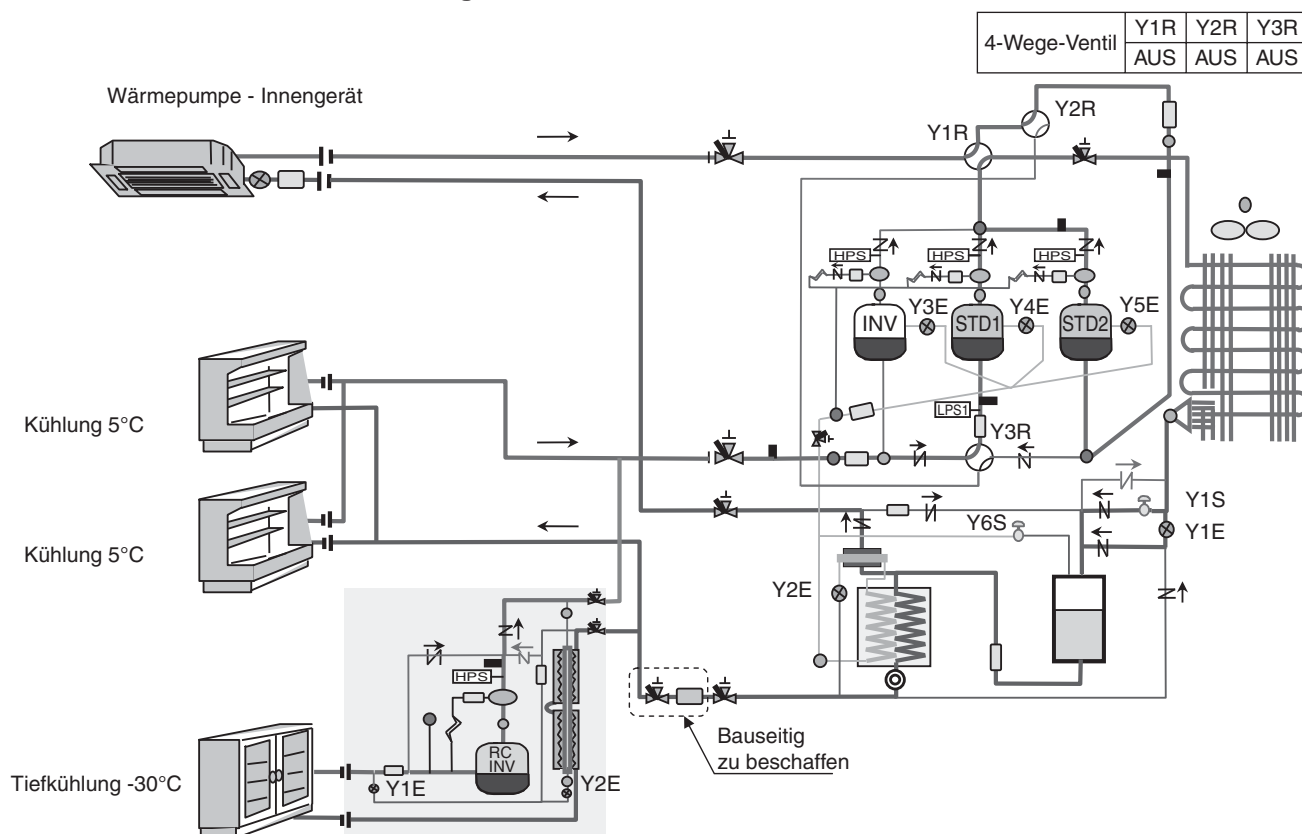 4-Wege-Ventil Y1R Y2R Y3R
AUS AUS AUS
Wärmepumpe - Innengerät
Y2R
Y1R
HPS HPS HPS
INV Y3E STD1 Y4E STD2 Y5E
LPS1
Y3R
Kühlung 5°C
Kühlung 5°C
Y6S
Y1S
Y1E
Y2E
HPS
RC
INV
Y1E
Y2E
Bauseitig
zu beschaffen
Tiefkühlung -30°C